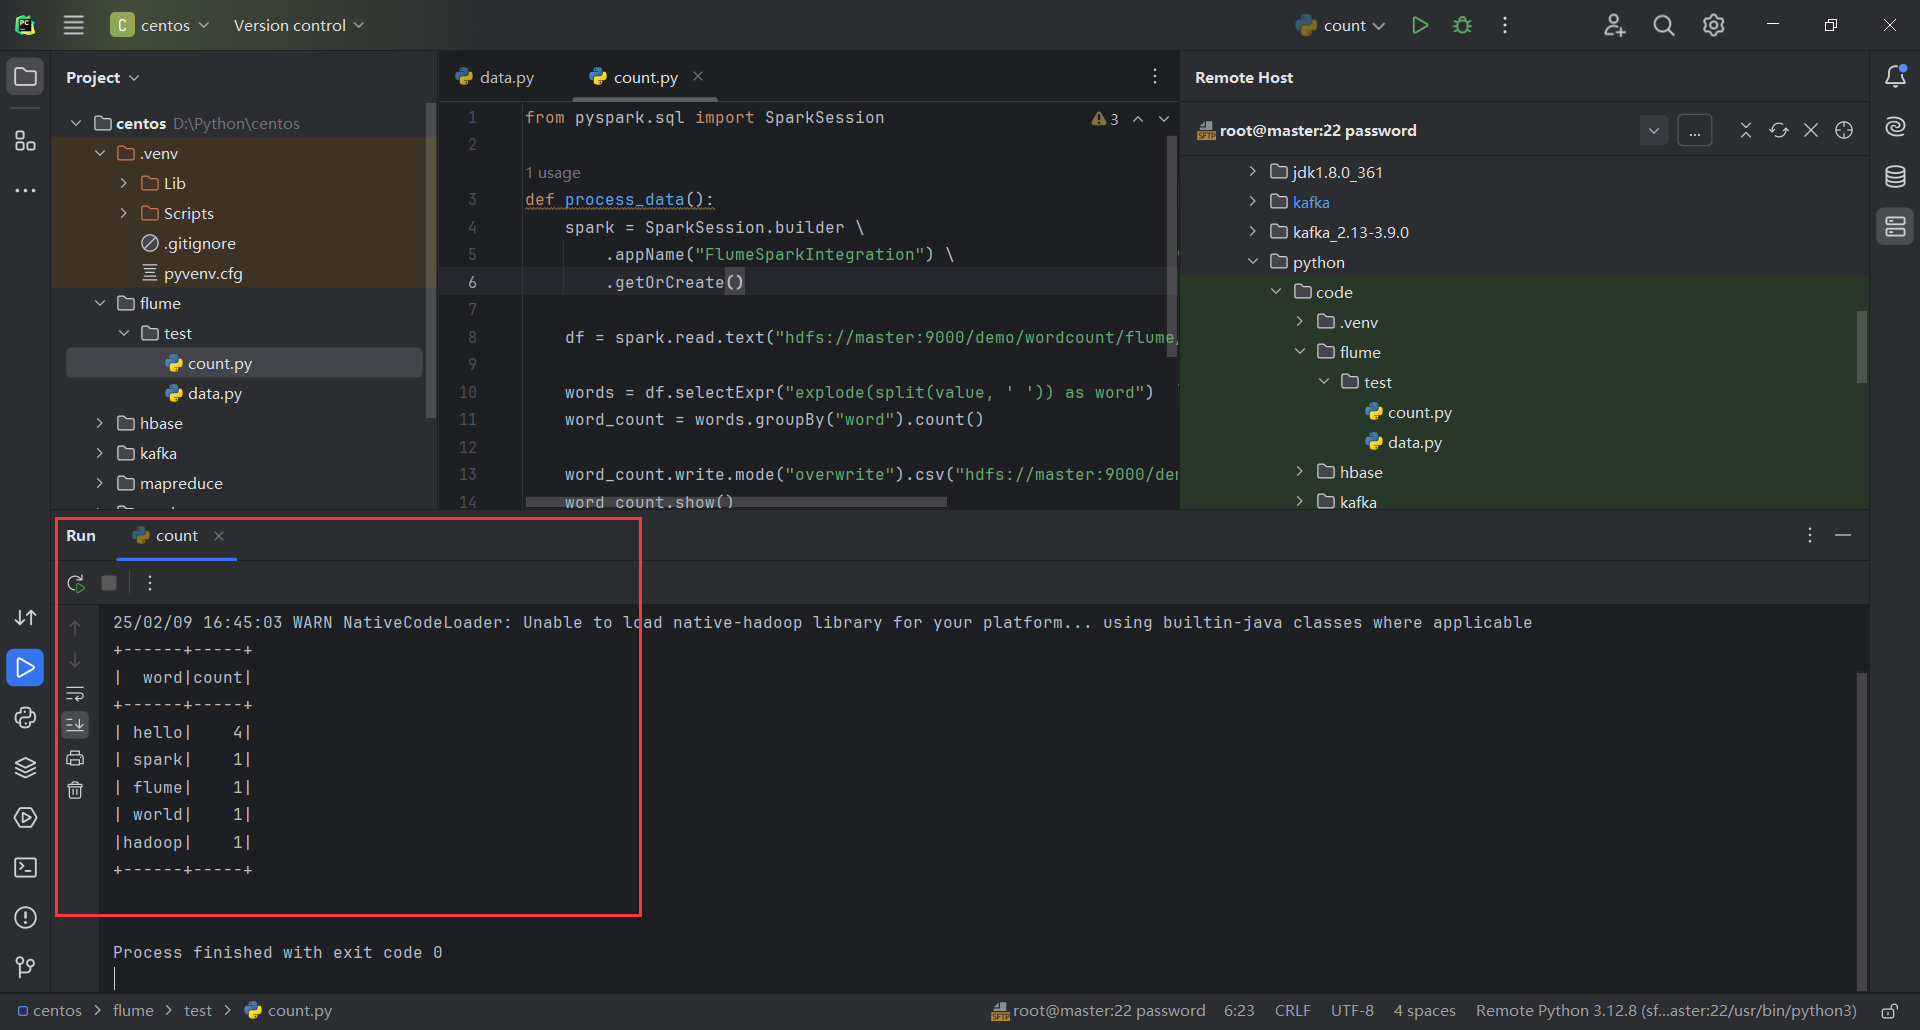 C centos Version control count
Project
centos D:\Python\centos
.venv
Lib
Scripts
.gitignore
pyvenv.cfg
flume
test
count.py
data.py
hbase
kafka
mapreduce
data.py count.py
3
1 from pyspark.sql import SparkSession
2
1 usage
3 def process_data():
4 spark = SparkSession.builder \
5 .appName("FlumeSparkIntegration") \
6 .getOrCreate()
7
8 df = spark.read.text("hdfs://master:9000/demo/wordcount/flume
9
10 words = df.selectExpr("explode(split(value, ' ')) as word")
11 word_count = words.groupBy("word").count()
12
13 word_count.write.mode("overwrite").csv("hdfs://master:9000/de
14 word_count.show()
Remote Host
SFTP root@master:22 password ...
jdk1.8.0_361
kafka
kafka_2.13-3.9.0
python
code
.venv
flume
test
count.py
data.py
hbase
kafka
Run count
25/02/09 16:45:03 WARN NativeCodeLoader: Unable to load native-hadoop library for your platform... using builtin-java classes where applicable
+------+-----+
|  word|count|
+------+-----+
| hello|    4|
| spark|    1|
| flume|    1|
| world|    1|
|hadoop|    1|
+------+-----+
Process finished with exit code 0
centos > flume > test > count.py
SFTP root@master:22 password 6:23 CRLF UTF-8 4 spaces Remote Python 3.12.8 (sf...aster:22/usr/bin/python3)